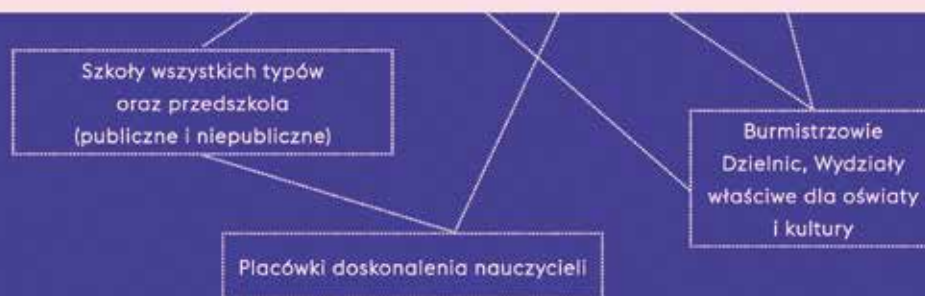 Szkoły wszystkich typów
oraz przedszkola
(publiczne i niepubliczne)
Burmistrzowie
Dzielnic, Wydziały
właściwe dla oświaty
i kultury
Placówki doskonalenia nauczycieli